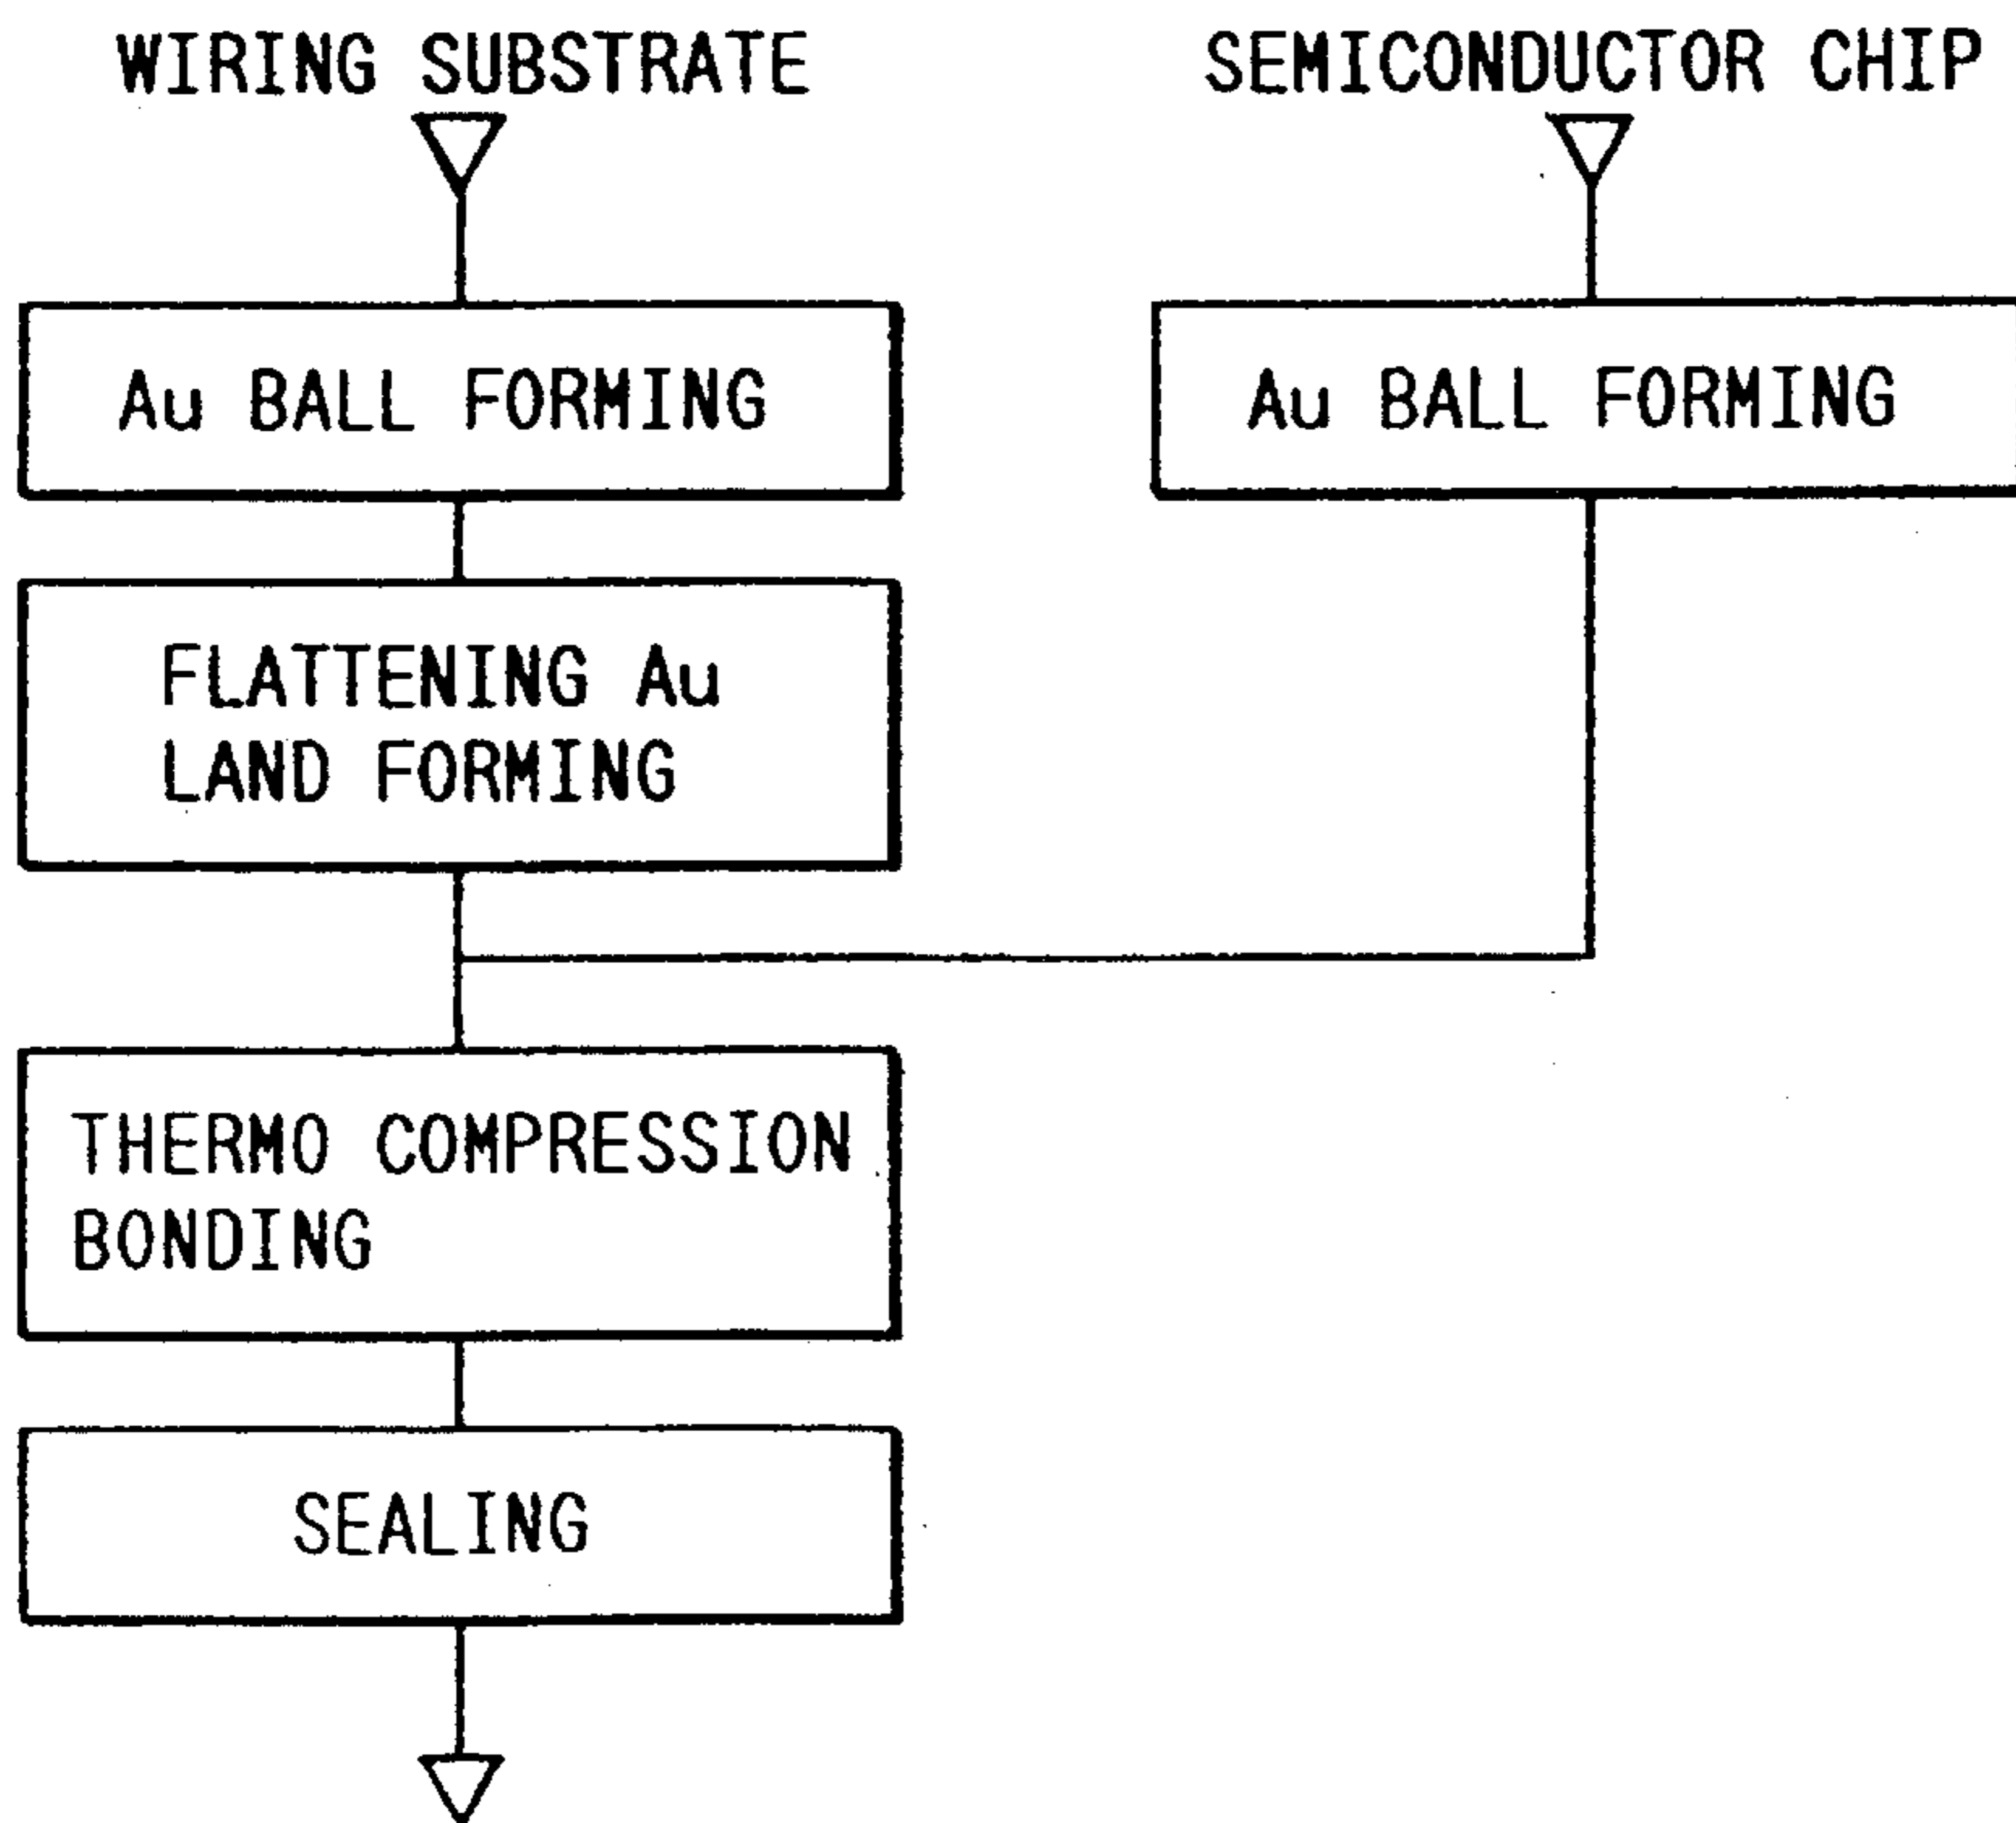 WIRING SUBSTRATE
SEMICONDUCTOR CHIP
Au BALL FORMING
Au BALL FORMING
FLATTENING Au
LAND FORMING
THERMO COMPRESSION
BONDING
SEALING